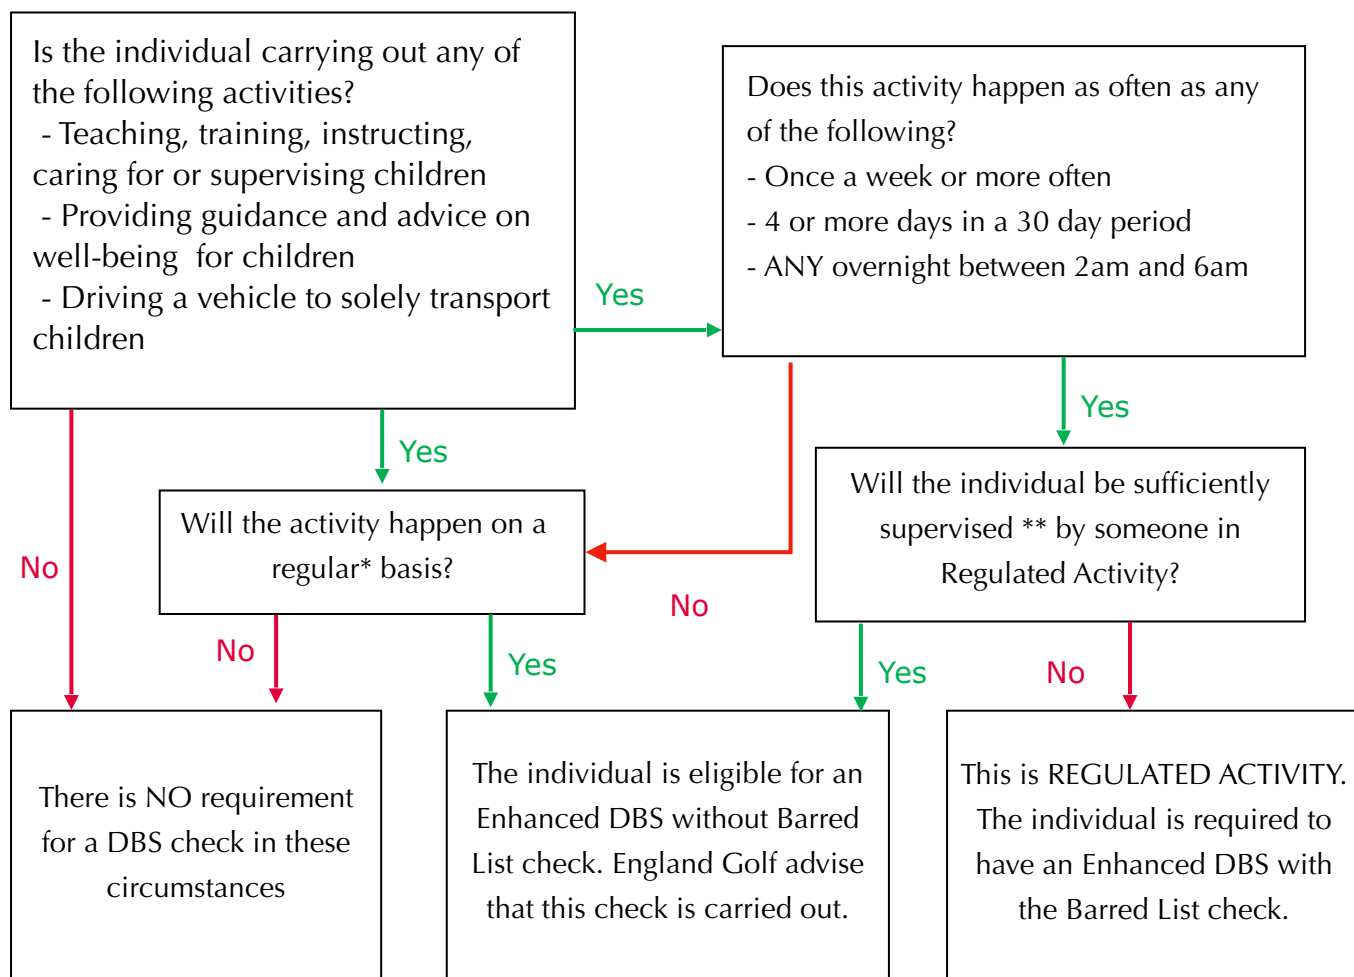 Is the individual carrying out any of
the following activities?
- Teaching, training, instructing,
caring for or supervising children
- Providing guidance and advice on
well-being for children
- Driving a vehicle to solely transport
children
Yes
Does this activity happen as often as any
of the following?
- Once a week or more often
- 4 or more days in a 30 day period
- ANY overnight between 2am and 6am
Yes
Yes
Will the activity happen on a
regular* basis?
Will the individual be sufficiently
supervised ** by someone in
Regulated Activity?
No
No
No
Yes
Yes
No
There is NO requirement
for a DBS check in these
circumstances
The individual is eligible for an
Enhanced DBS without Barred
List check. England Golf advise
that this check is carried out.
This is REGULATED ACTIVITY.
The individual is required to
have an Enhanced DBS with
the Barred List check.